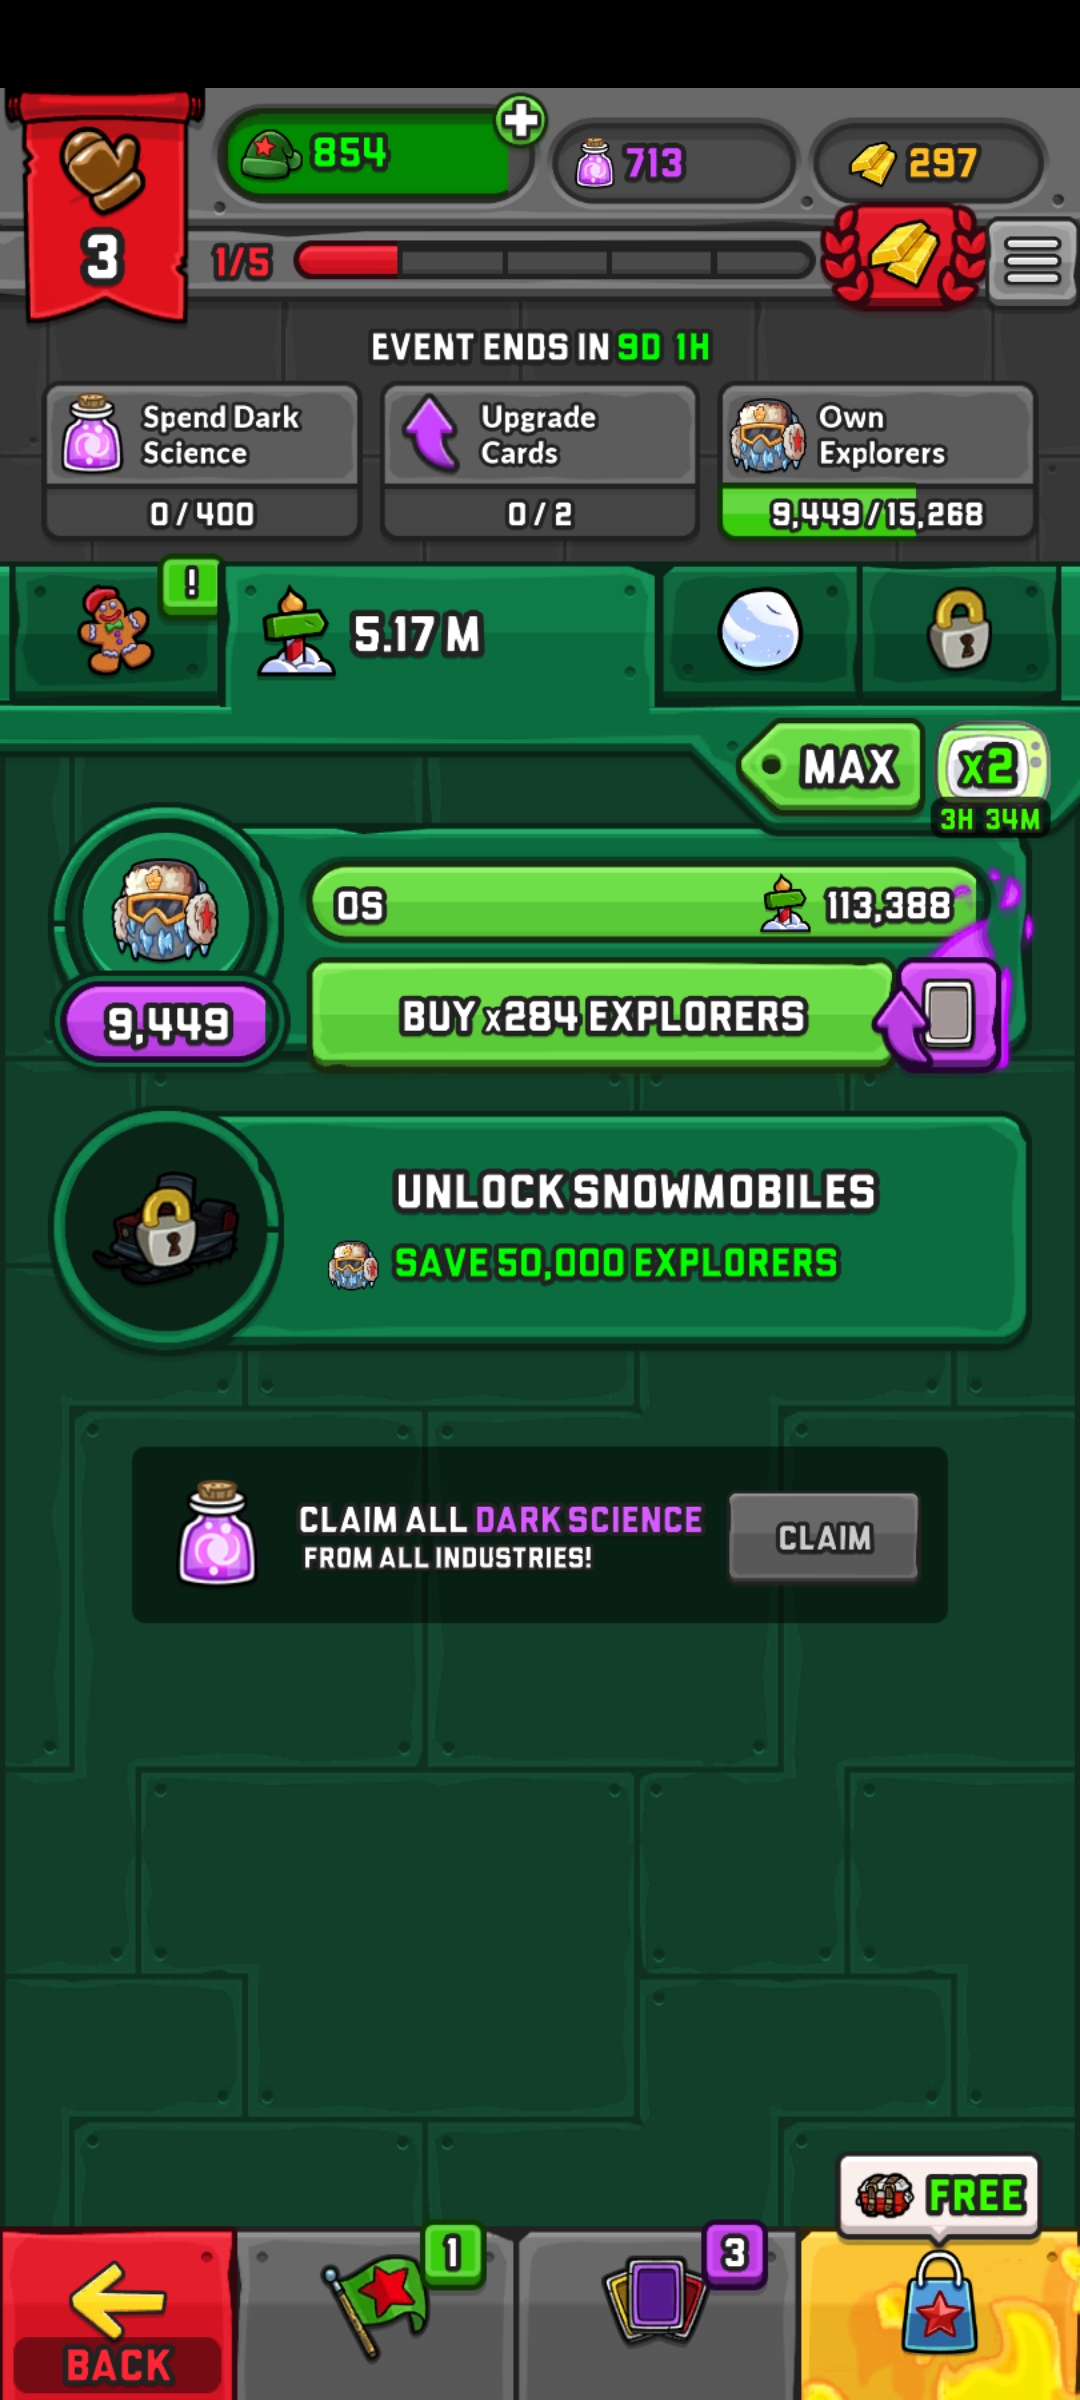 854
713
297
3
1/5
EVENT ENDS IN 9D 1H
Spend Dark
Science
0/400
Upgrade
Cards
0/2
Own
Explorers
9,449/15,268
!
5.17 M
MAX
x2
3H 34M
0S
113,388
9,449
BUY x284 EXPLORERS
UNLOCK SNOWMOBILES
SAVE 50,000 EXPLORERS
CLAIM ALL DARK SCIENCE
FROM ALL INDUSTRIES!
CLAIM
FREE
1
3
BACK